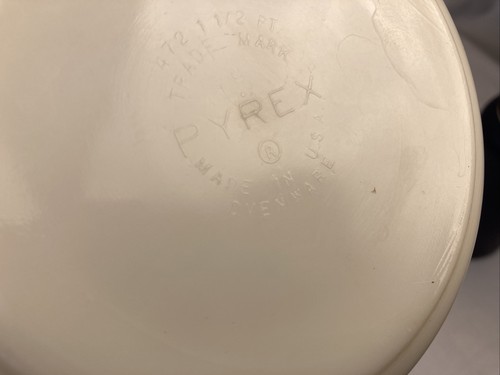 472 1 1/2 PT.
TRADE-MARK
PYREX
®
MADE IN U.S.A.
OVENWARE